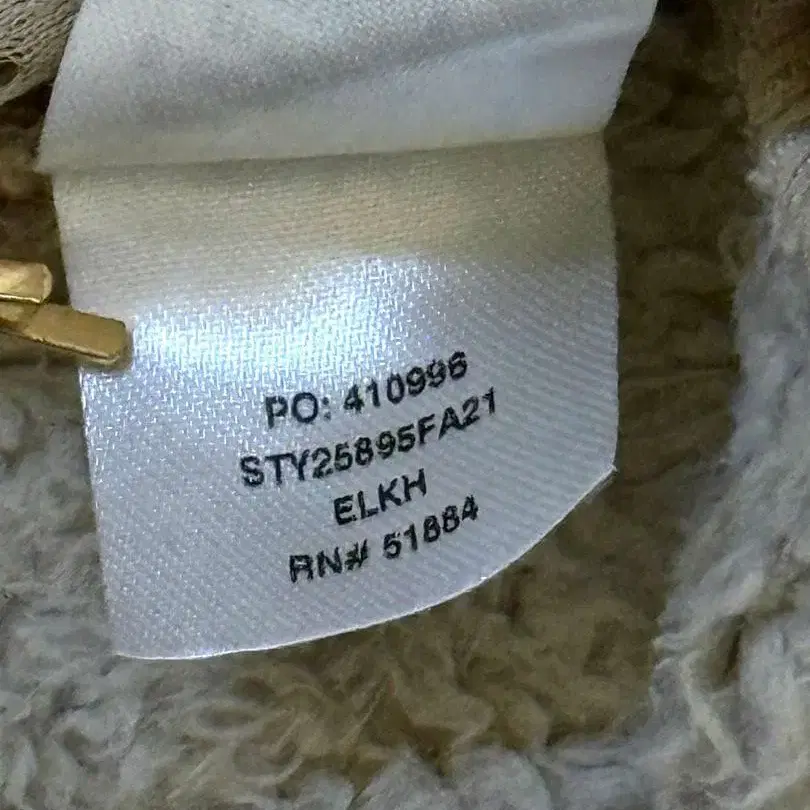 PO: 410996
STY25895FA21
ELKH
RN# 51884